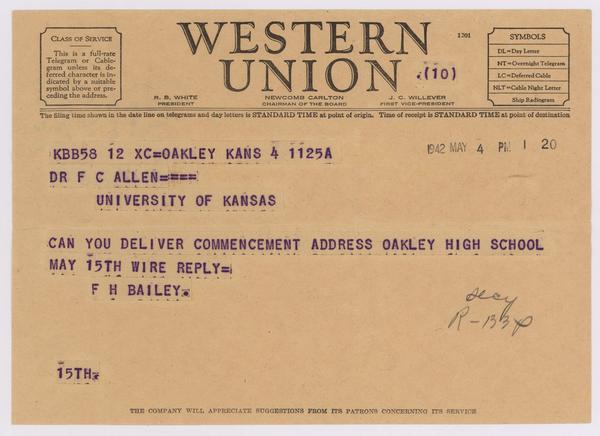 CLASS OF SERVICE
This is a full-rate
Telegram or Cable-
gram unless its de-
ferred character is in-
dicated by a suitable
symbol above or pre-
ceding the address.
WESTERN
UNION
1201
(10)
R. B. WHITE
PRESIDENT
NEWCOMB CARLTON
CHAIRMAN OF THE BOARD
J. C. WILLEVER
FIRST VICE-PRESIDENT
SYMBOLS
DL=Day Letter
NT=Overnight Telegram
LC=Deferred Cable
NLT=Cable Night Letter
Ship Radiogram
The filing time shown in the date line on telegrams and day letters is STANDARD TIME at point of origin. Time of receipt is STANDARD TIME at point of destination
KBB58 12 XC=OAKLEY KANS 4 1125A
1942 MAY 4 PM 1 20
DR F C ALLEN====
UNIVERSITY OF KANSAS
CAN YOU DELIVER COMMENCEMENT ADDRESS OAKLEY HIGH SCHOOL
MAY 15TH WIRE REPLY=
F H BAILEY.
15TH.
THE COMPANY WILL APPRECIATE SUGGESTIONS FROM ITS PATRONS CONCERNING ITS SERVICE